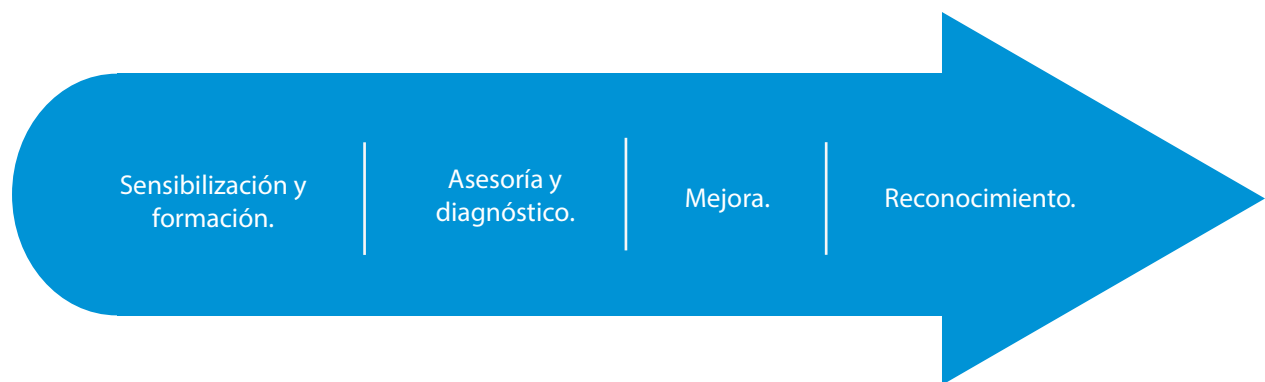 Sensibilización y
formación.
Asesoría y
diagnóstico.
Mejora.
Reconocimiento.